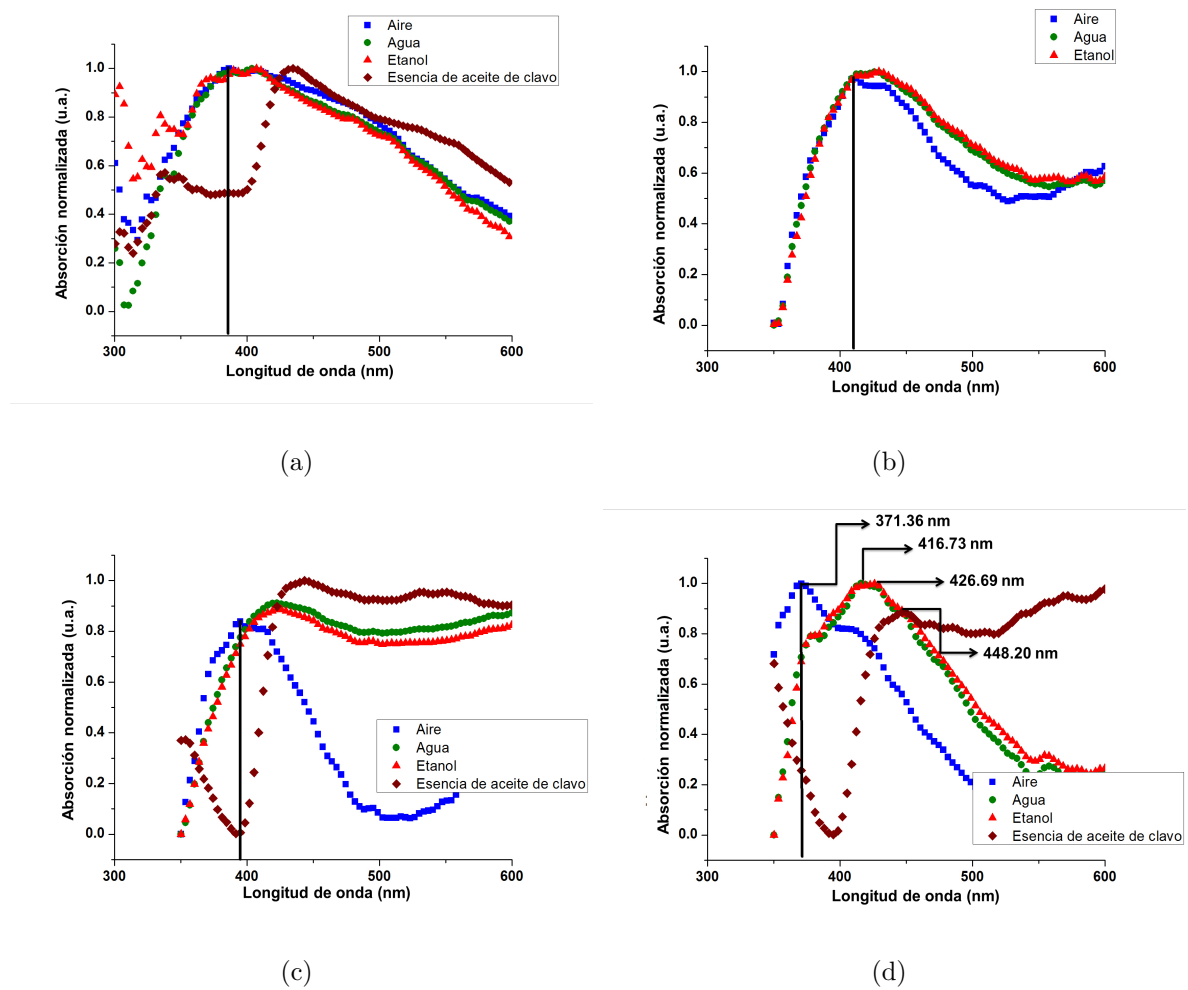 Aire
Agua
Etanol
Esencia de aceite de clavo
Absorción normalizada (u.a.)
1.0
0.8
0.6
0.4
0.2
0.0
300
400
500
600
Longitud de onda (nm)
(a)
Aire
Agua
Etanol
Absorción normalizada (u.a.)
1.0
0.8
0.6
0.4
0.2
0.0
300
400
500
600
Longitud de onda (nm)
(b)
Absorción normalizada (u.a.)
1.0
0.8
0.6
0.4
0.2
0.0
Aire
Agua
Etanol
Esencia de aceite de clavo
300
400
500
600
Longitud de onda (nm)
(c)
371.36 nm
416.73 nm
426.69 nm
448.20 nm
Absorción normalizada (u.a.)
1.0
0.8
0.6
0.4
0.2
0.0
Aire
Agua
Etanol
Esencia de aceite de clavo
300
400
500
600
Longitud de onda (nm)
(d)